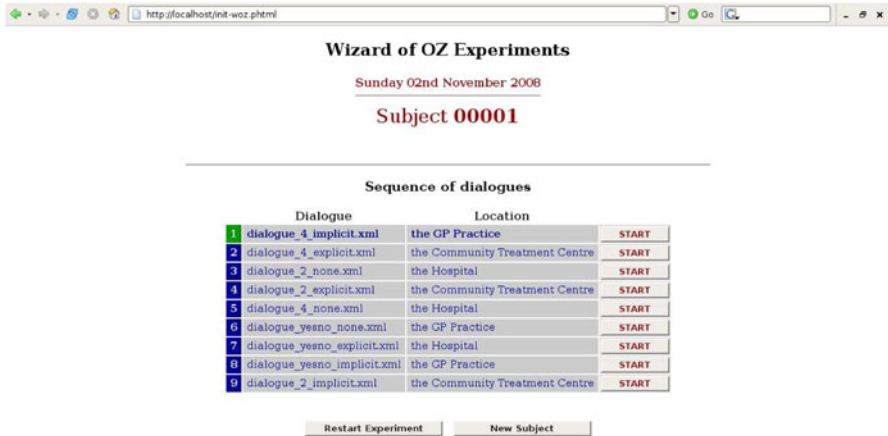 http://localhost/init-woz.phtml Go G
Wizard of OZ Experiments
Sunday 02nd November 2008
Subject 00001
Sequence of dialogues
Dialogue Location
1 dialogue_4_implicit.xml the GP Practice START
2 dialogue_4_explicit.xml the Community Treatment Centre START
3 dialogue_2_none.xml the Hospital START
4 dialogue_2_explicit.xml the Community Treatment Centre START
5 dialogue_4_none.xml the Hospital START
6 dialogue_yesno_none.xml the GP Practice START
7 dialogue_yesno_explicit.xml the Hospital START
8 dialogue_yesno_implicit.xml the GP Practice START
9 dialogue_2_implicit.xml the Community Treatment Centre START
Restart Experiment New Subject